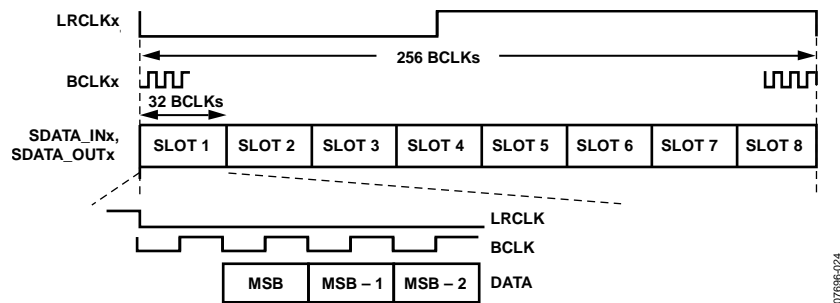 LRCLKx
256 BCLKs
BCLKx
32 BCLKs
SDATA_INx,
SDATA_OUTx
SLOT 1 SLOT 2 SLOT 3 SLOT 4 SLOT 5 SLOT 6 SLOT 7 SLOT 8
LRCLK
BCLK
MSB MSB – 1 MSB – 2 DATA
07696-024